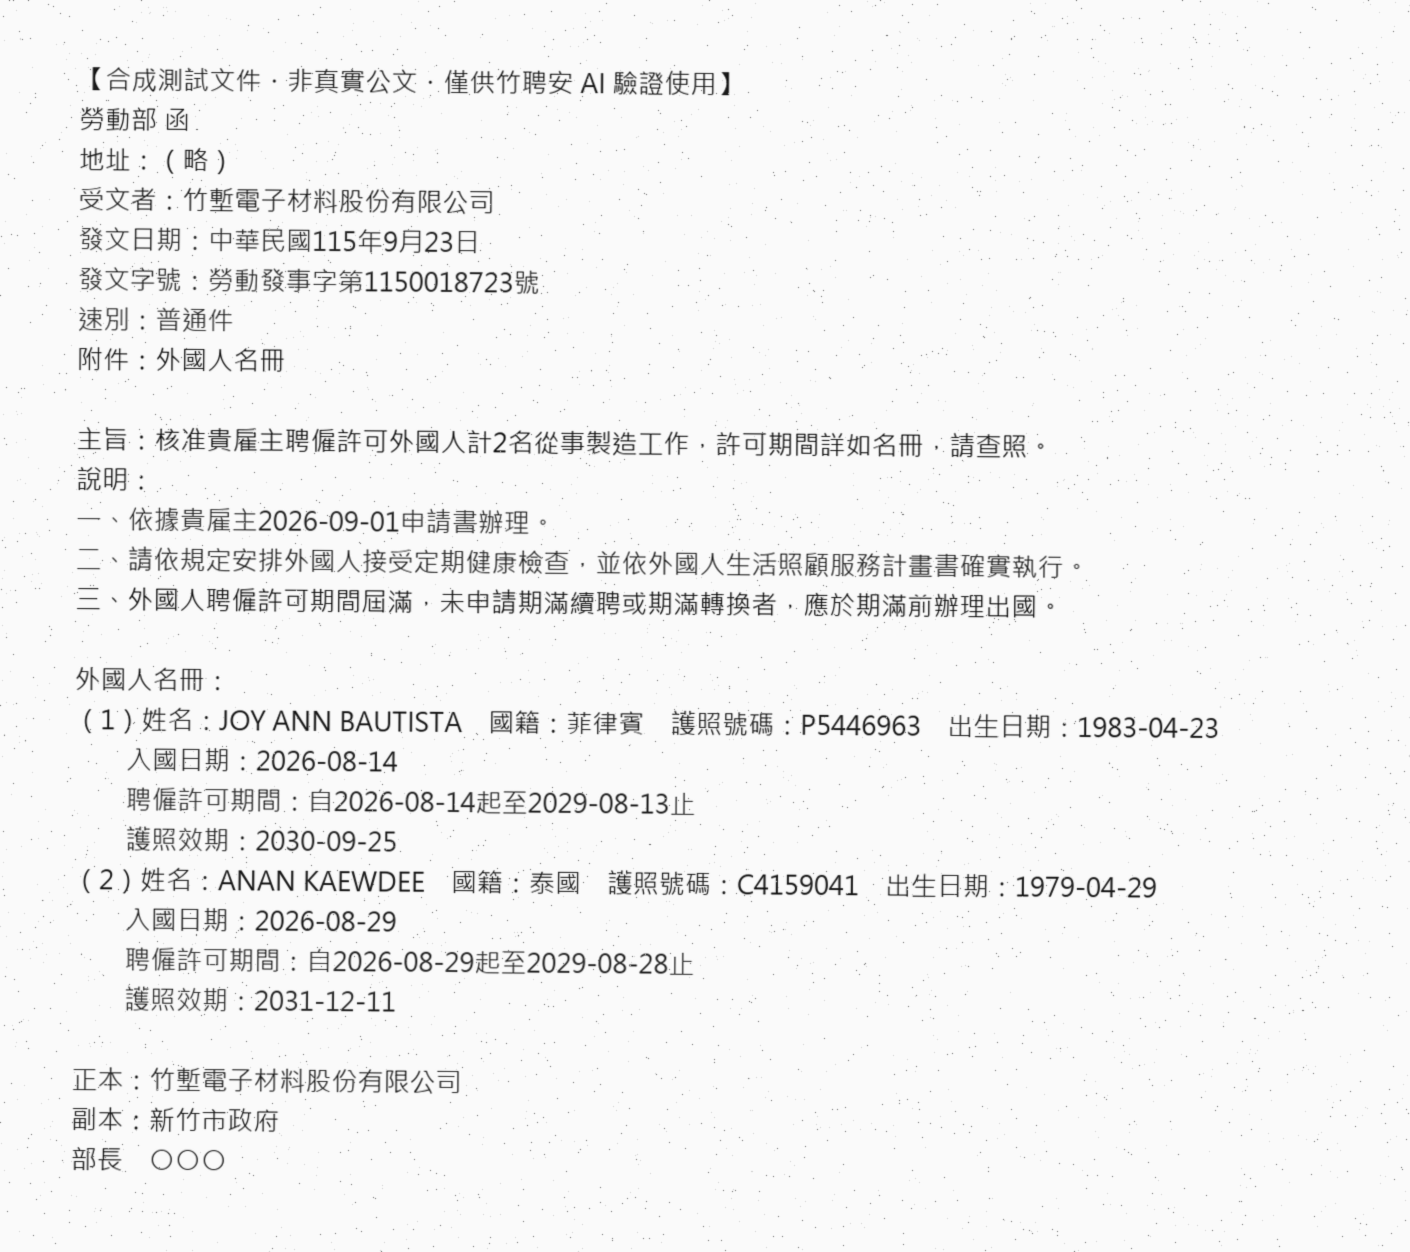 【合成測試文件．非真實公文．僅供竹聘安 AI 驗證使用】
勞動部 函
地址：（略）
受文者：竹塹電子材料股份有限公司
發文日期：中華民國115年9月23日
發文字號：勞動發事字第1150018723號
速別：普通件
附件：外國人名冊
主旨：核准貴雇主聘僱許可外國人計2名從事製造工作，許可期間詳如名冊，請查照。
說明：
一、依據貴雇主2026-09-01申請書辦理。
二、請依規定安排外國人接受定期健康檢查，並依外國人生活照顧服務計畫書確實執行。
三、外國人聘僱許可期間屆滿，未申請期滿續聘或期滿轉換者，應於期滿前辦理出國。
外國人名冊：
（1）姓名：JOY ANN BAUTISTA　國籍：菲律賓　護照號碼：P5446963　出生日期：1983-04-23
入國日期：2026-08-14
聘僱許可期間：自2026-08-14起至2029-08-13止
護照效期：2030-09-25
（2）姓名：ANAN KAEWDEE　國籍：泰國　護照號碼：C4159041　出生日期：1979-04-29
入國日期：2026-08-29
聘僱許可期間：自2026-08-29起至2029-08-28止
護照效期：2031-12-11
正本：竹塹電子材料股份有限公司
副本：新竹市政府
部長　○○○